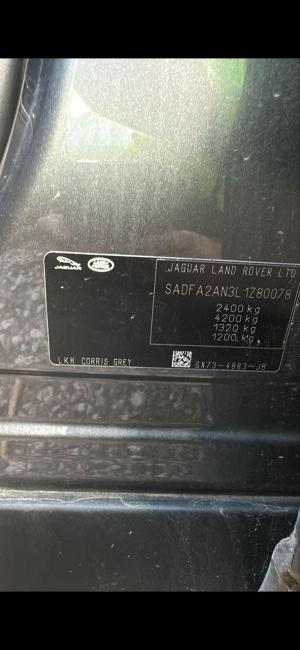 JAGUAR
LAND ROVER
JAGUAR LAND ROVER LTD
SADFA2AN3L1Z80078
2400 kg
4200 kg
1320 kg
1200 kg
LKH CORRIS GREY
GX73-4883-JB